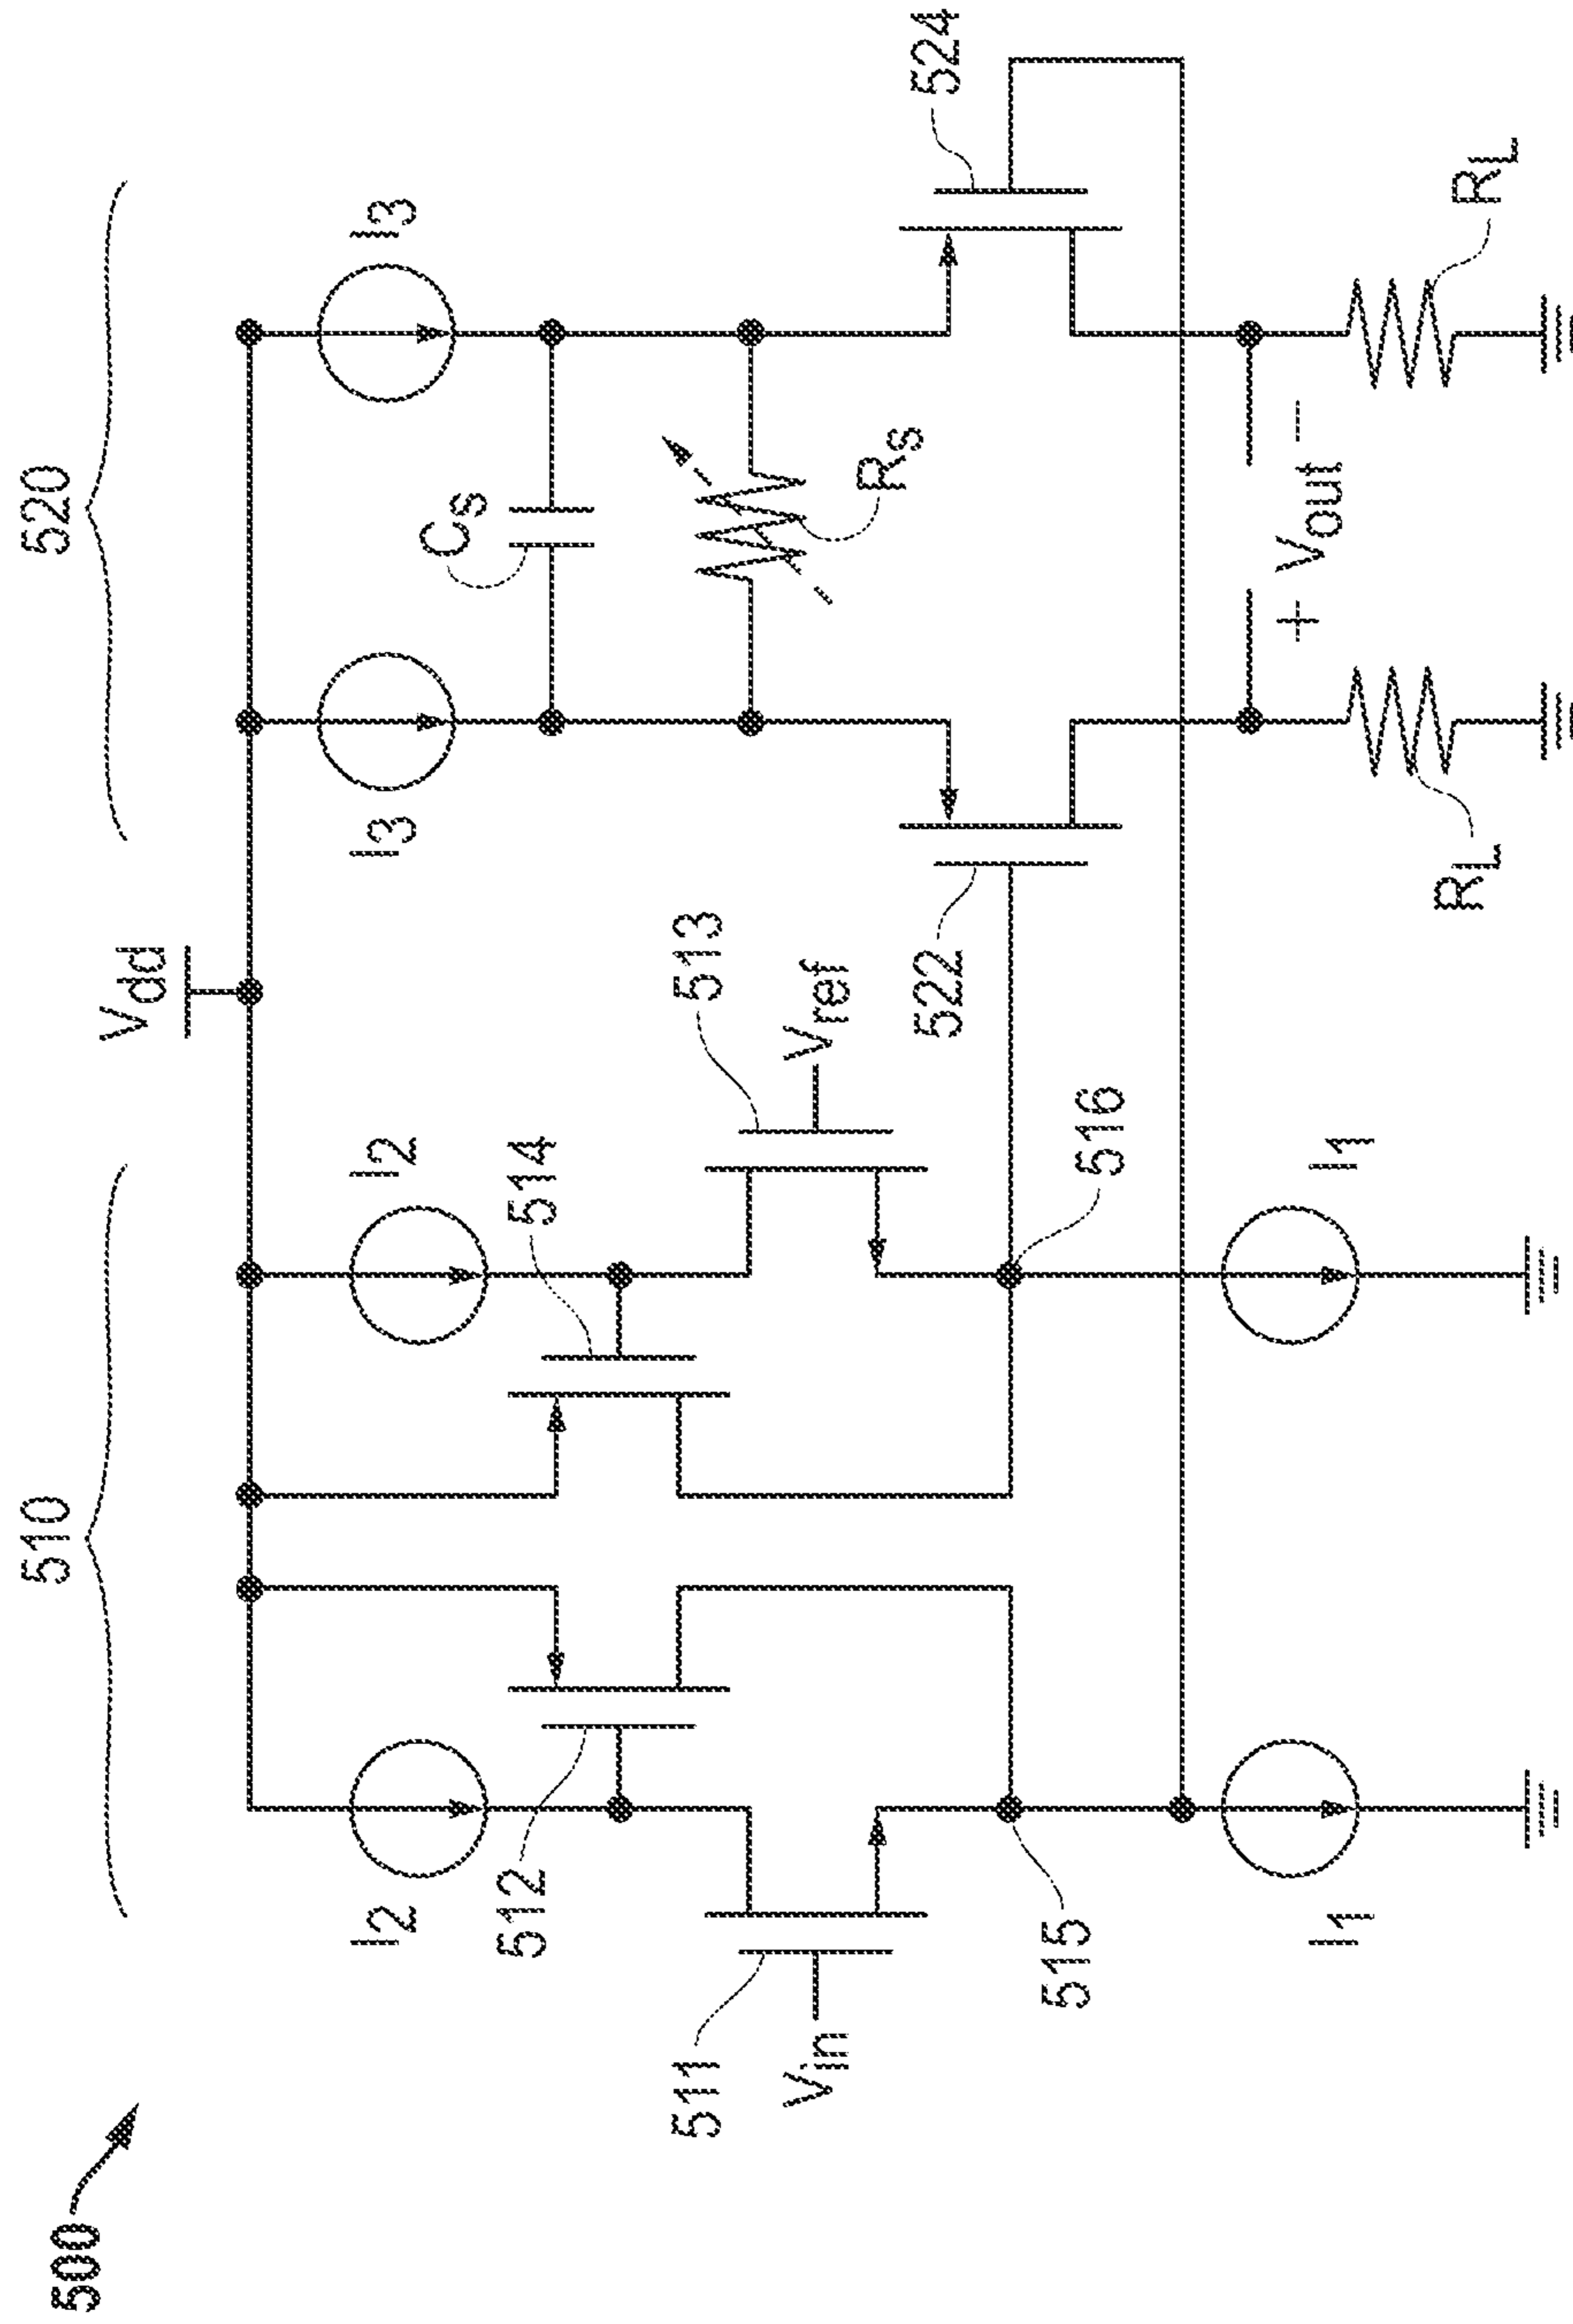 500
510
520
Vdd
I2
I2
I3
I3
514
512
Cs
513
524
511
Vin
Vref
Rs
522
515
516
I1
I1
+ Vout −
RL
RL